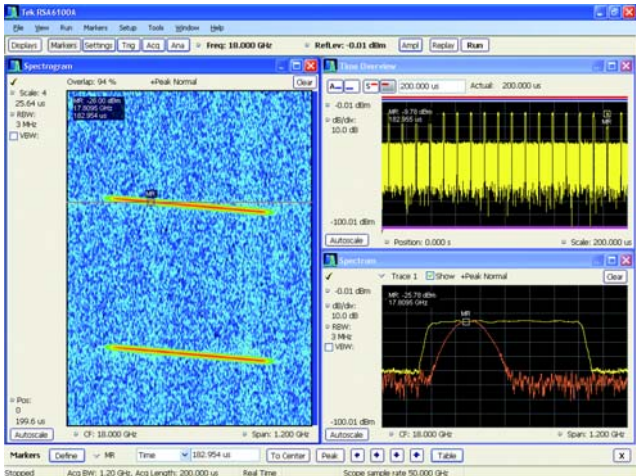 Tek RSA6100A
File View Run Markers Setup Tools Window Help
Displays Markers Settings Trig Acq Ana Freq: 18.000 GHz RefLev: -0.01 dBm Ampl Replay Run
Spectrogram
Overlap: 94 % +Peak Normal Clear
Scale: 4
25.64 us
RBW:
3 MHz
VBW:
MR: -26.00 dBm
17.8095 GHz
182.954 us
MR
Pos:
0
199.6 us
Autoscale CF: 18.000 GHz Span: 1.200 GHz
Time Overview
200.000 us Actual: 200.000 us
-0.01 dBm
dB/div:
10.0 dB
MR: -9.78 dBm
182.955 us
MR
-100.01 dBm
Autoscale Position: 0.000 s Scale: 200.000 us
Spectrum
Trace 1 Show +Peak Normal Clear
-0.01 dBm
dB/div:
10.0 dB
RBW:
3 MHz
VBW:
MR: -25.78 dBm
17.8095 GHz
MR
-100.01 dBm
Autoscale CF: 18.000 GHz Span: 1.200 GHz
Markers Define MR Time 182.954 us To Center Peak Table X
Stopped Acq BW: 1.20 GHz, Acq Length: 200.000 us Real Time Scope sample rate 50.000 GHz